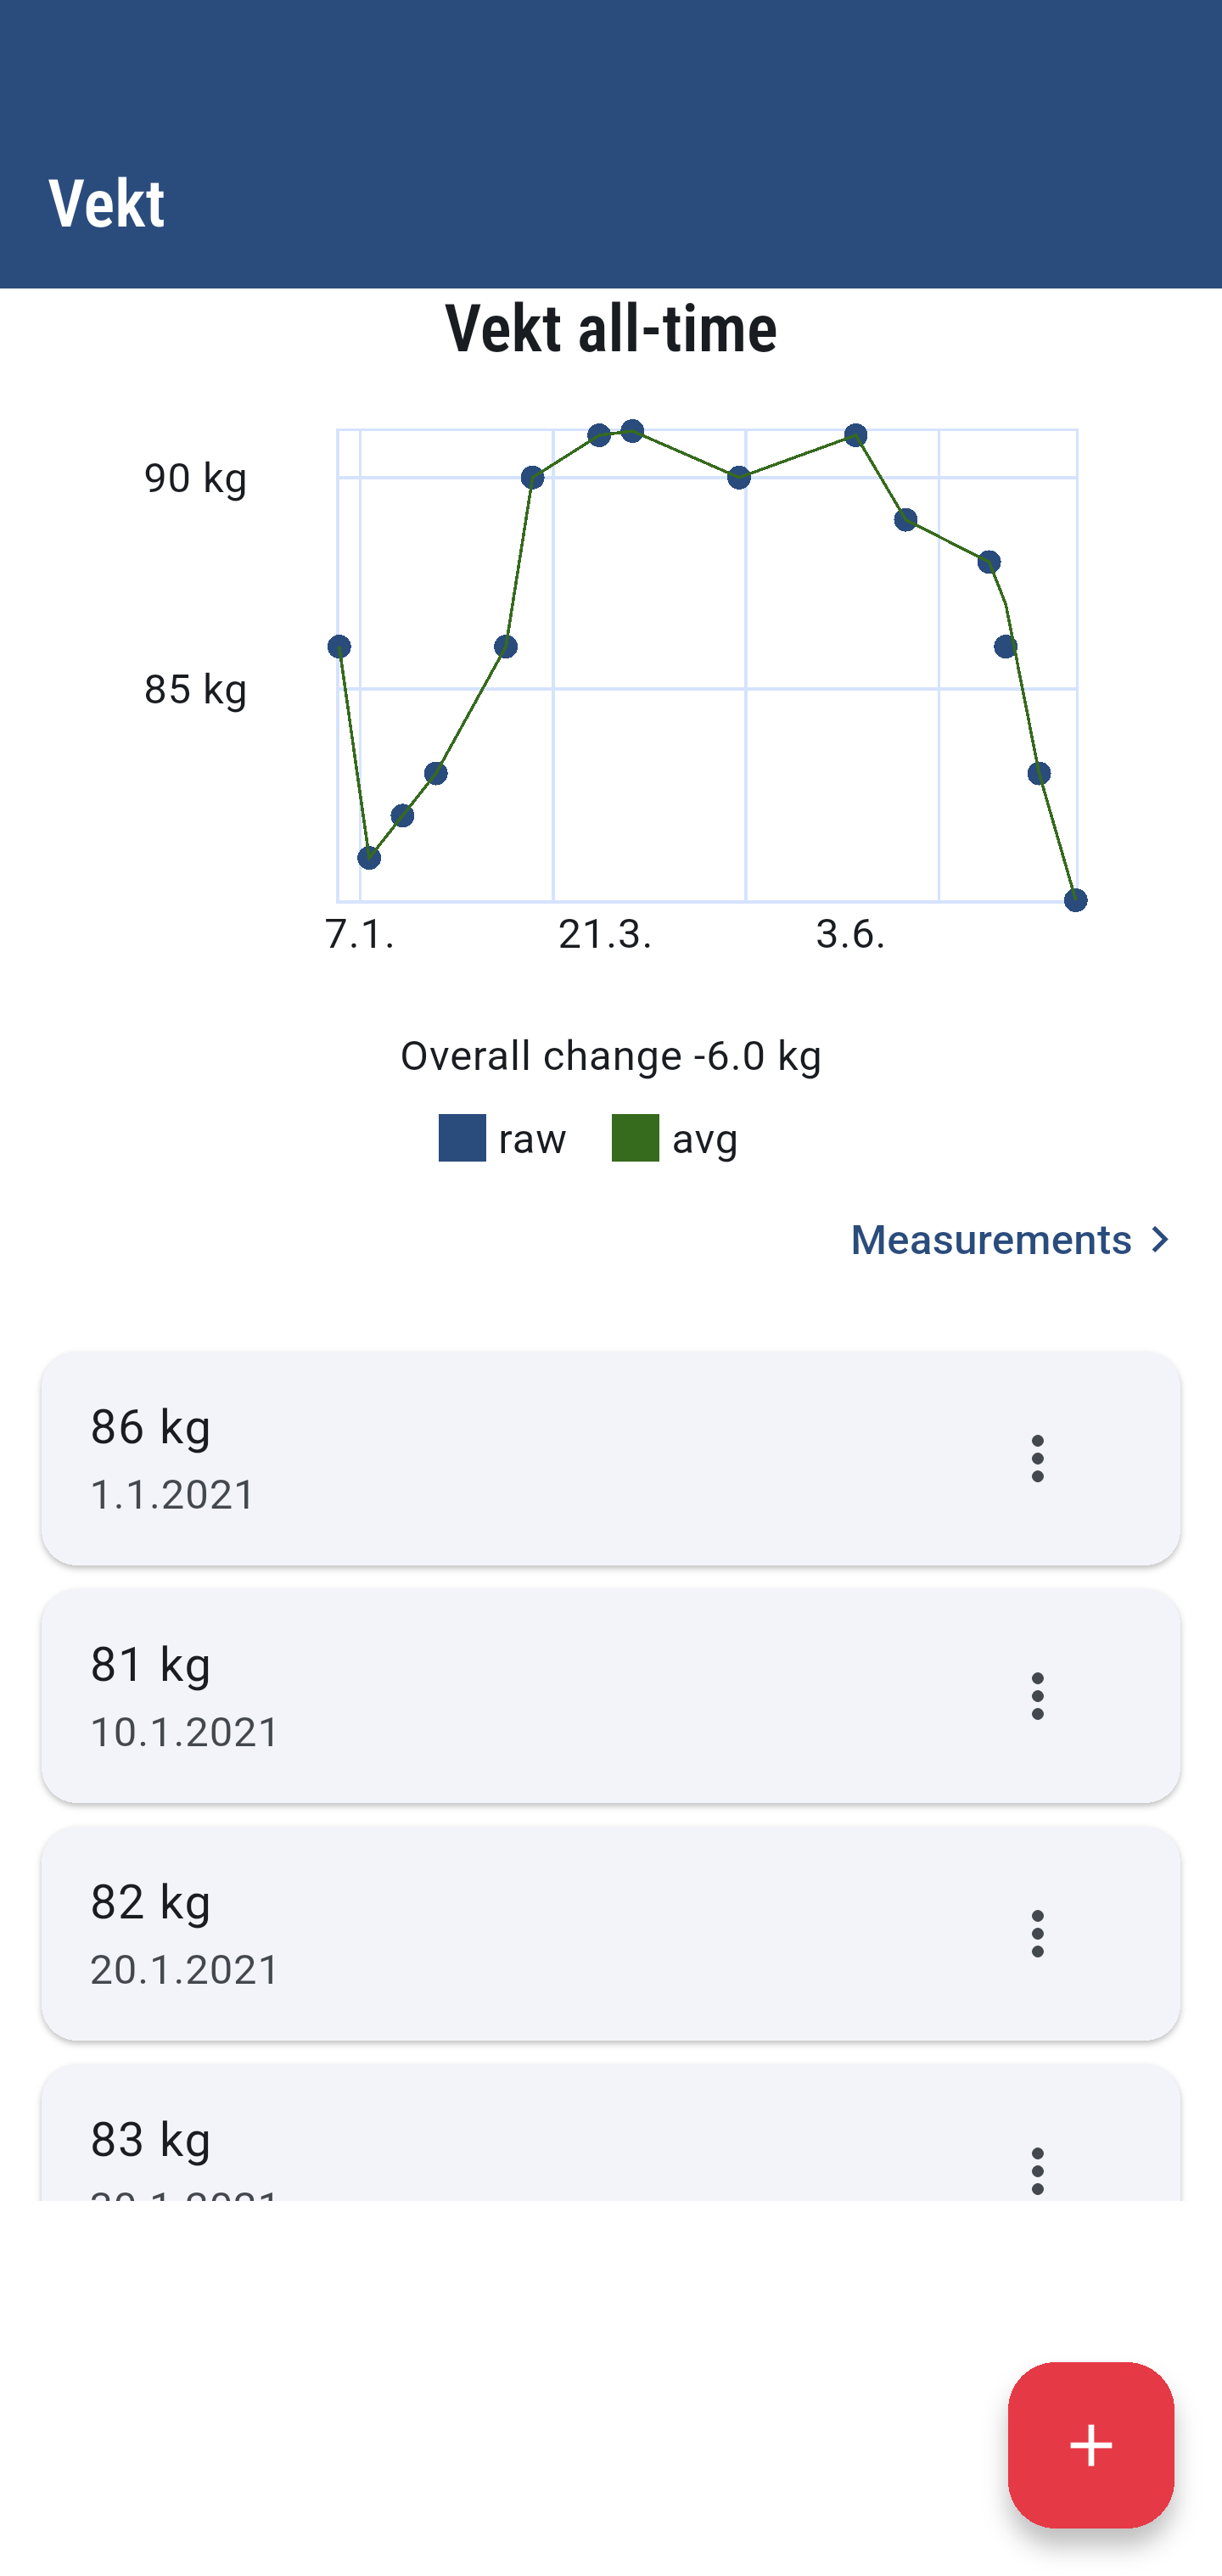 Vekt
Vekt all-time
90 kg
85 kg
7.1.
21.3.
3.6.
Overall change -6.0 kg
raw
avg
Measurements
86 kg
1.1.2021
81 kg
10.1.2021
82 kg
20.1.2021
83 kg